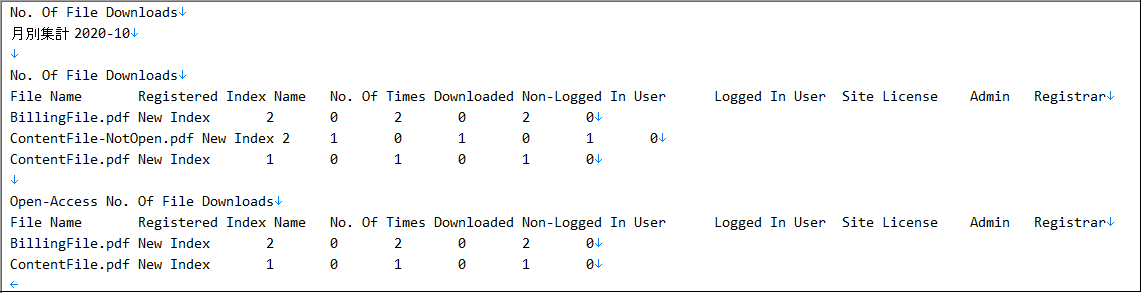 No. Of File Downloads↓
月別集計 2020-10↓
↓
No. Of File Downloads↓
File Name Registered Index Name No. Of Times Downloaded Non-Logged In User Logged In User Site License Admin Registrar↓
BillingFile.pdf New Index 2 0 2 0 2 0↓
ContentFile-NotOpen.pdf New Index 2 1 0 1 0 1 0↓
ContentFile.pdf New Index 1 0 1 0 1 0↓
↓
Open-Access No. Of File Downloads↓
File Name Registered Index Name No. Of Times Downloaded Non-Logged In User Logged In User Site License Admin Registrar↓
BillingFile.pdf New Index 2 0 2 0 2 0↓
ContentFile.pdf New Index 1 0 1 0 1 0↓
←